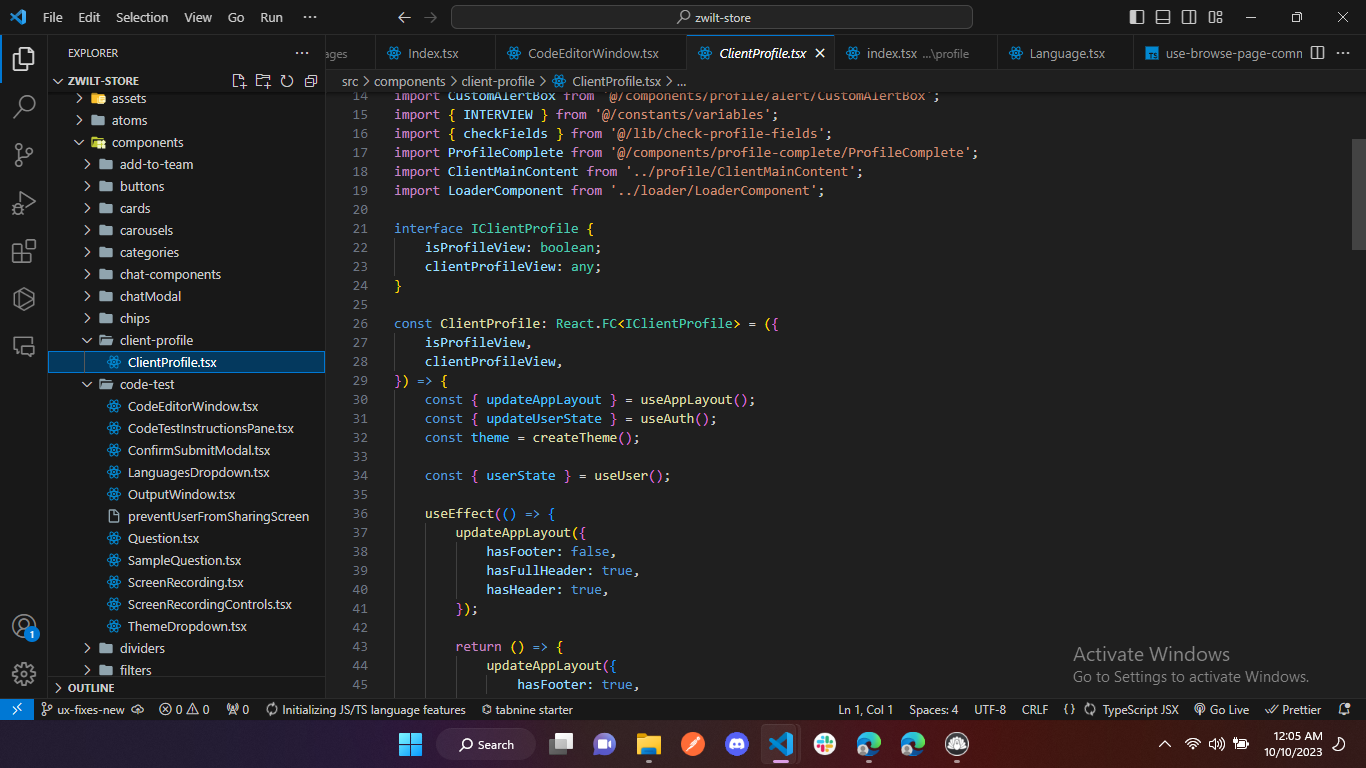 File Edit Selection View Go Run ···
zwilt-store
EXPLORER ···
ages Index.tsx CodeEditorWindow.tsx ClientProfile.tsx index.tsx ...\profile Language.tsx use-browse-page-comm ···
ZWILT-STORE
src > components > client-profile > ClientProfile.tsx > ...
assets
atoms
components
add-to-team
buttons
cards
carousels
categories
chat-components
chatModal
chips
client-profile
ClientProfile.tsx
code-test
CodeEditorWindow.tsx
CodeTestInstructionsPane.tsx
ConfirmSubmitModal.tsx
LanguagesDropdown.tsx
OutputWindow.tsx
preventUserFromSharingScreen
Question.tsx
SampleQuestion.tsx
ScreenRecording.tsx
ScreenRecordingControls.tsx
ThemeDropdown.tsx
dividers
filters
OUTLINE
14 import CustomAlertBox from '@/components/profile/alert/CustomAlertBox';
15 import { INTERVIEW } from '@/constants/variables';
16 import { checkFields } from '@/lib/check-profile-fields';
17 import ProfileComplete from '@/components/profile-complete/ProfileComplete';
18 import ClientMainContent from '../profile/ClientMainContent';
19 import LoaderComponent from '../loader/LoaderComponent';
20
21 interface IClientProfile {
22 isProfileView: boolean;
23 clientProfileView: any;
24 }
25
26 const ClientProfile: React.FC<IClientProfile> = ({
27 isProfileView,
28 clientProfileView,
29 }) => {
30 const { updateAppLayout } = useAppLayout();
31 const { updateUserState } = useAuth();
32 const theme = createTheme();
33
34 const { userState } = useUser();
35
36 useEffect(() => {
37 updateAppLayout({
38 hasFooter: false,
39 hasFullHeader: true,
40 hasHeader: true,
41 });
42
43 return () => {
44 updateAppLayout({
45 hasFooter: true,
Activate Windows
Go to Settings to activate Windows.
1
ux-fixes-new 0 0 0 Initializing JS/TS language features tabnine starter Ln 1, Col 1 Spaces: 4 UTF-8 CRLF {} TypeScript JSX Go Live Prettier
Search
12:05 AM
10/10/2023